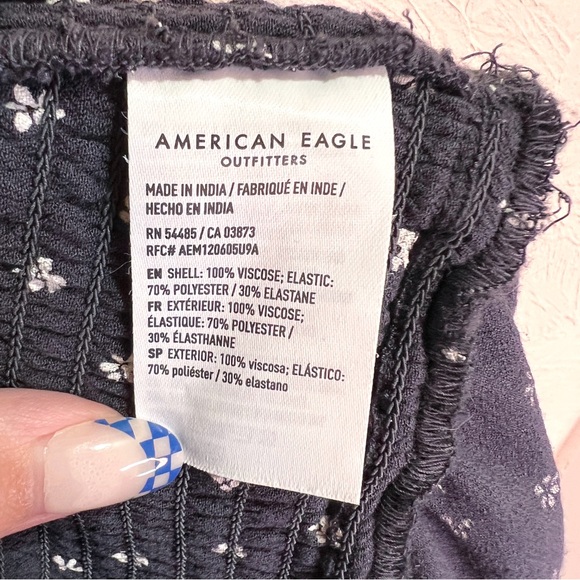 AMERICAN EAGLE
OUTFITTERS
MADE IN INDIA / FABRIQUÉ EN INDE /
HECHO EN INDIA
RN 54485 / CA 03873
RFC# AEM120605U9A
EN SHELL: 100% VISCOSE; ELASTIC:
70% POLYESTER / 30% ELASTANE
FR EXTÉRIEUR: 100% VISCOSE;
ÉLASTIQUE: 70% POLYESTER /
30% ÉLASTHANNE
SP EXTERIOR: 100% viscosa; ELÁSTICO:
70% poliéster / 30% elastano